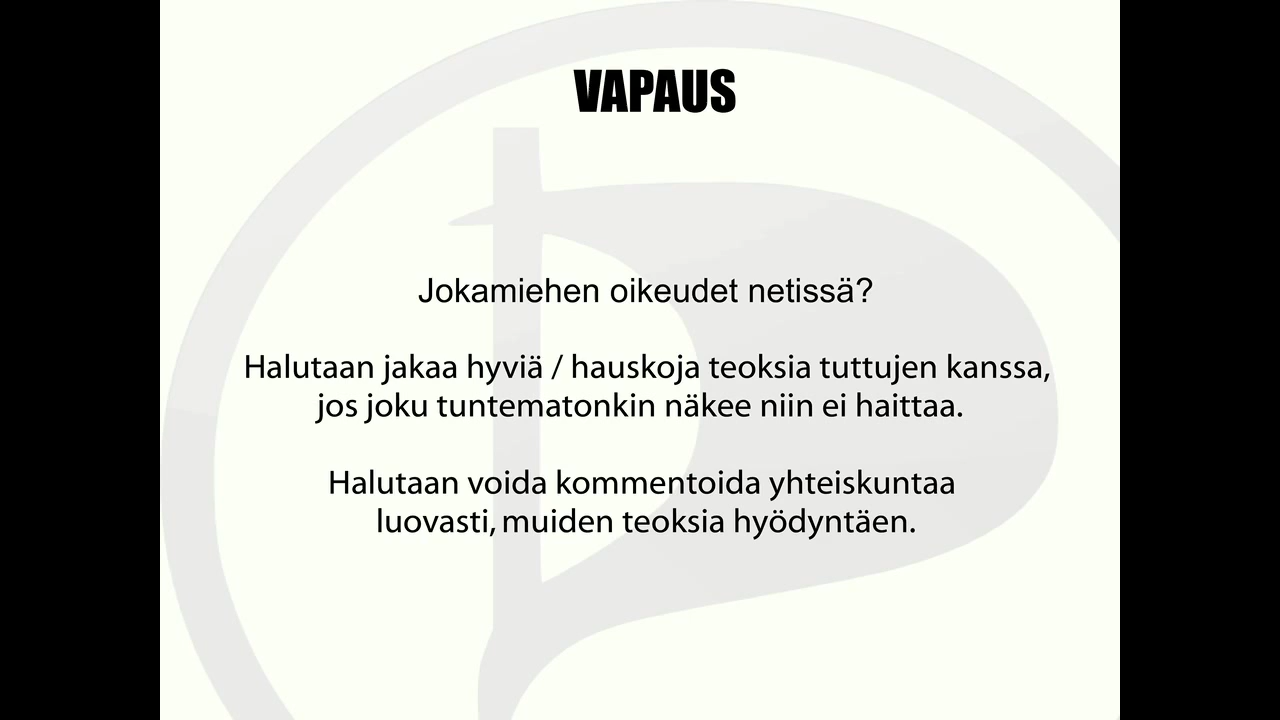 VAPAUS
Jokamiehen oikeudet netissä?
Halutaan jakaa hyviä / hauskoja teoksia tuttujen kanssa,
jos joku tuntematonkin näkee niin ei haittaa.
Halutaan voida kommentoida yhteiskuntaa
luovasti, muiden teoksia hyödyntäen.